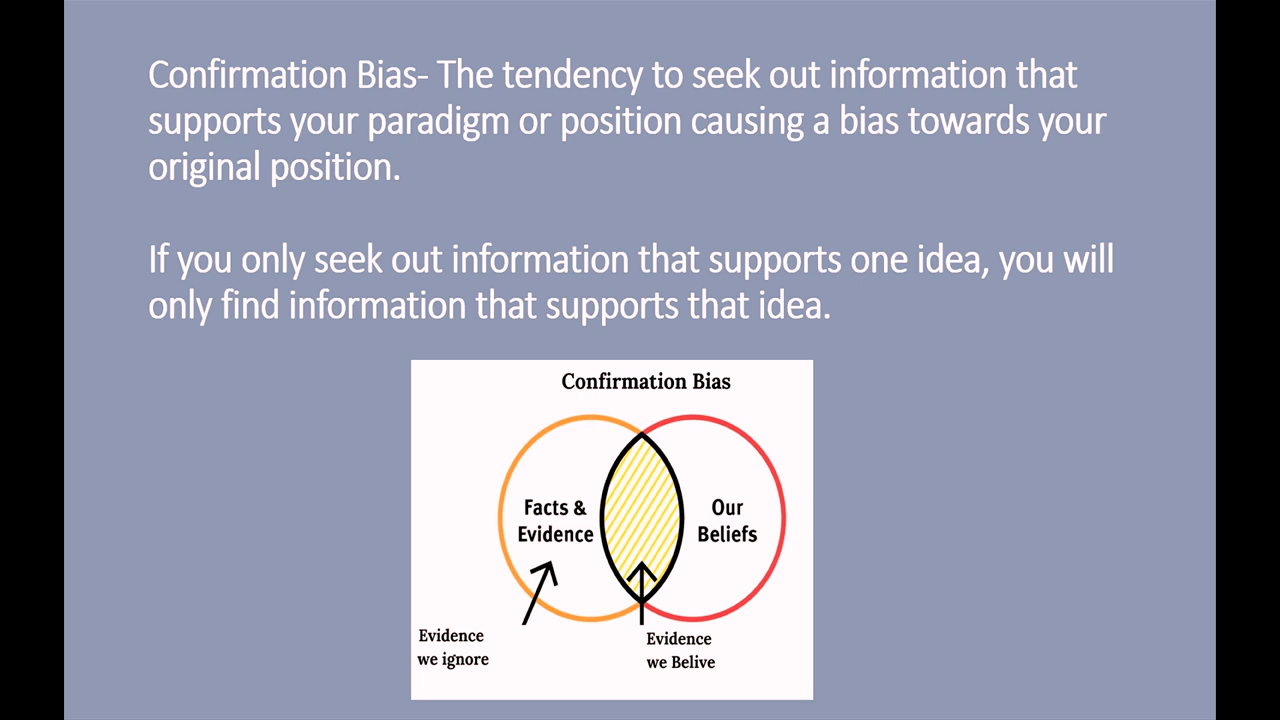 Confirmation Bias- The tendency to seek out information that
supports your paradigm or position causing a bias towards your
original position.
If you only seek out information that supports one idea, you will
only find information that supports that idea.
Confirmation Bias
Facts &
Evidence
Our
Beliefs
Evidence
we ignore
Evidence
we Belive